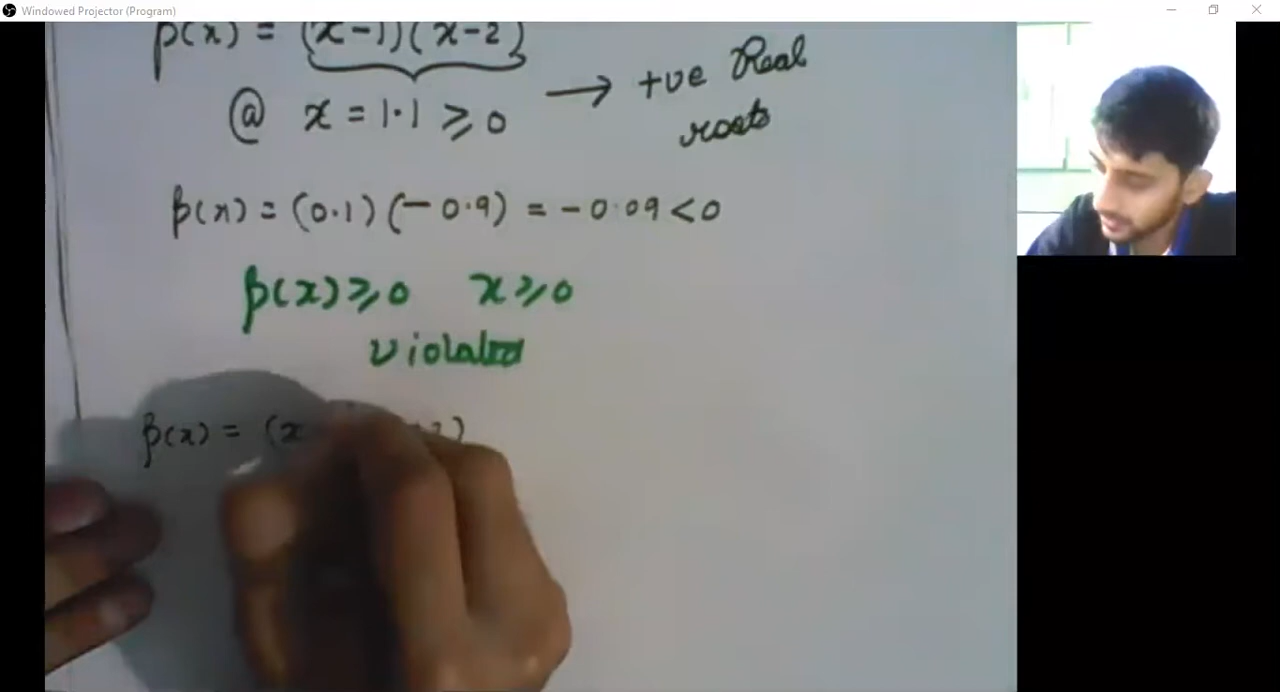 Windowed Projector (Program)
p(x) = (x-1)(x-2)
@ x = 1.1 ≥ 0 → +ve Real
roots
p(x) = (0.1)(-0.9) = -0.09 < 0
p(x) ≥ 0 x ≥ 0
violated
p(x) = (x